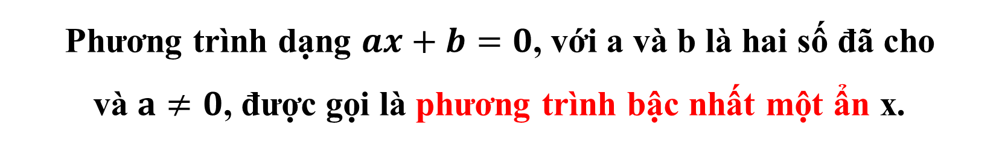 Phương trình dạng ax + b = 0, với a và b là hai số đã cho
và a ≠ 0, được gọi là phương trình bậc nhất một ẩn x.